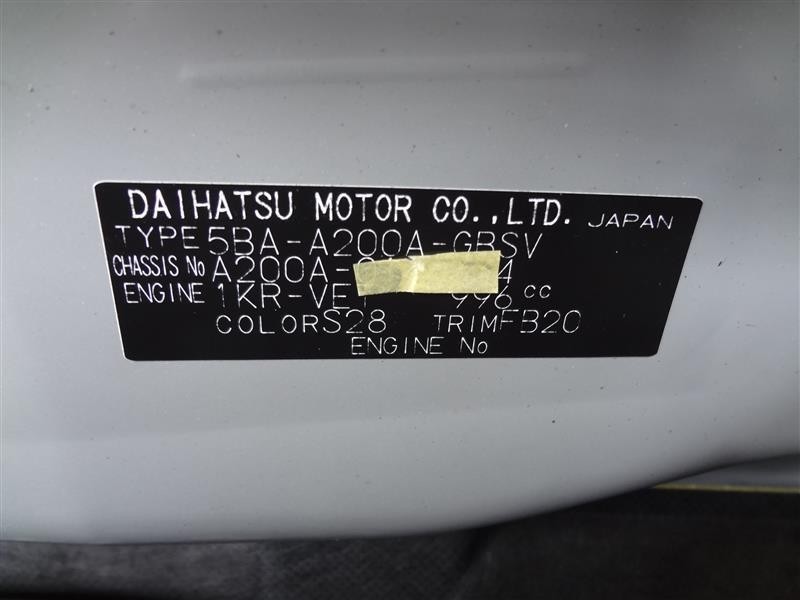 DAIHATSU MOTOR CO.,LTD. JAPAN
TYPE 5BA-A200A-GBSV
CHASSIS No A200A-
ENGINE 1KR-VET 996 cc
COLOR S28 TRIM FB20
ENGINE No